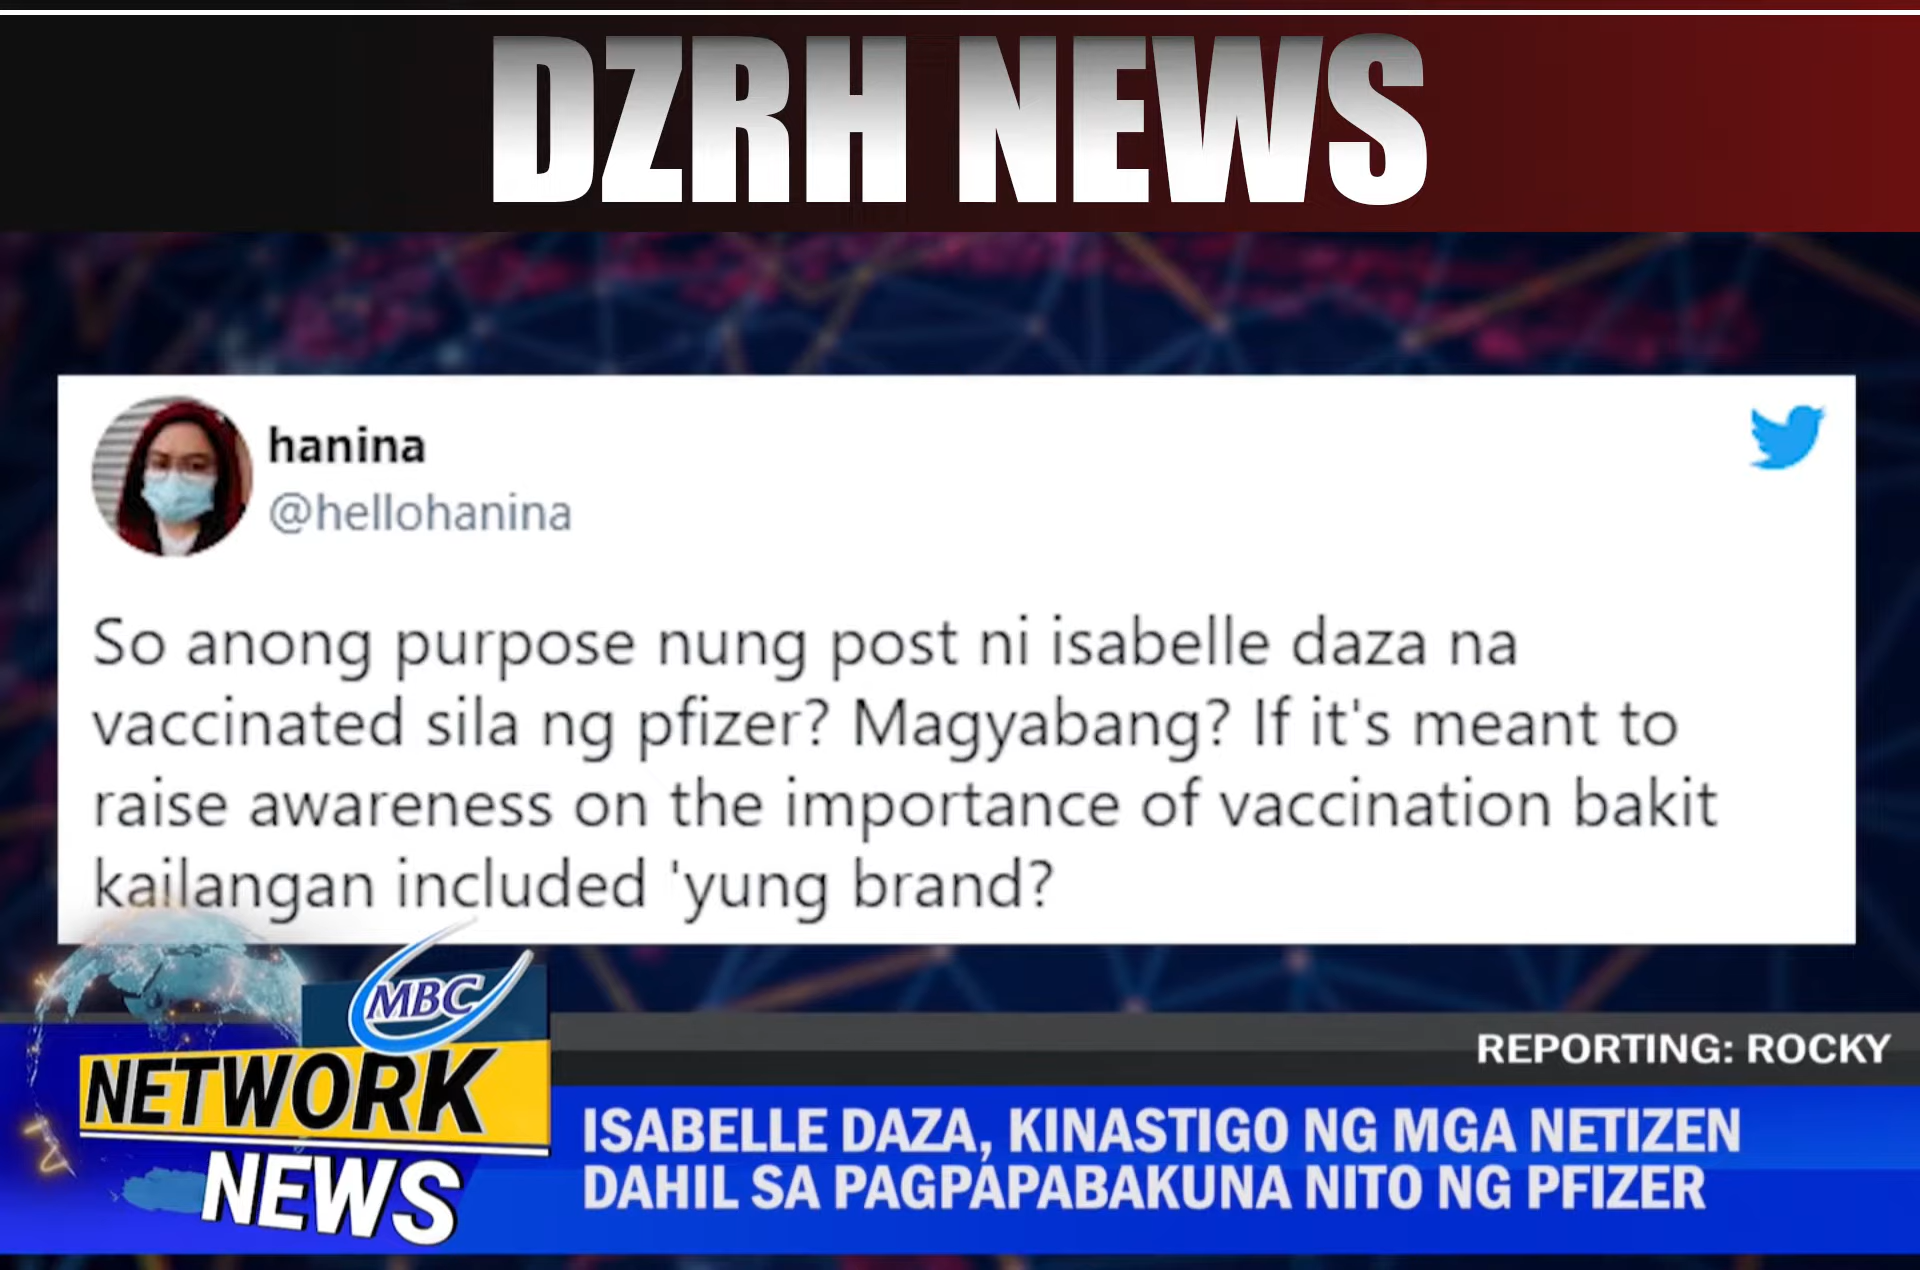 DZRH NEWS
hanina
@hellohanina
So anong purpose nung post ni isabelle daza na
vaccinated sila ng pfizer? Magyabang? If it's meant to
raise awareness on the importance of vaccination bakit
kailangan included 'yung brand?
MBC
NETWORK
NEWS
REPORTING: ROCKY
ISABELLE DAZA, KINASTIGO NG MGA NETIZEN
DAHIL SA PAGPAPABAKUNA NITO NG PFIZER